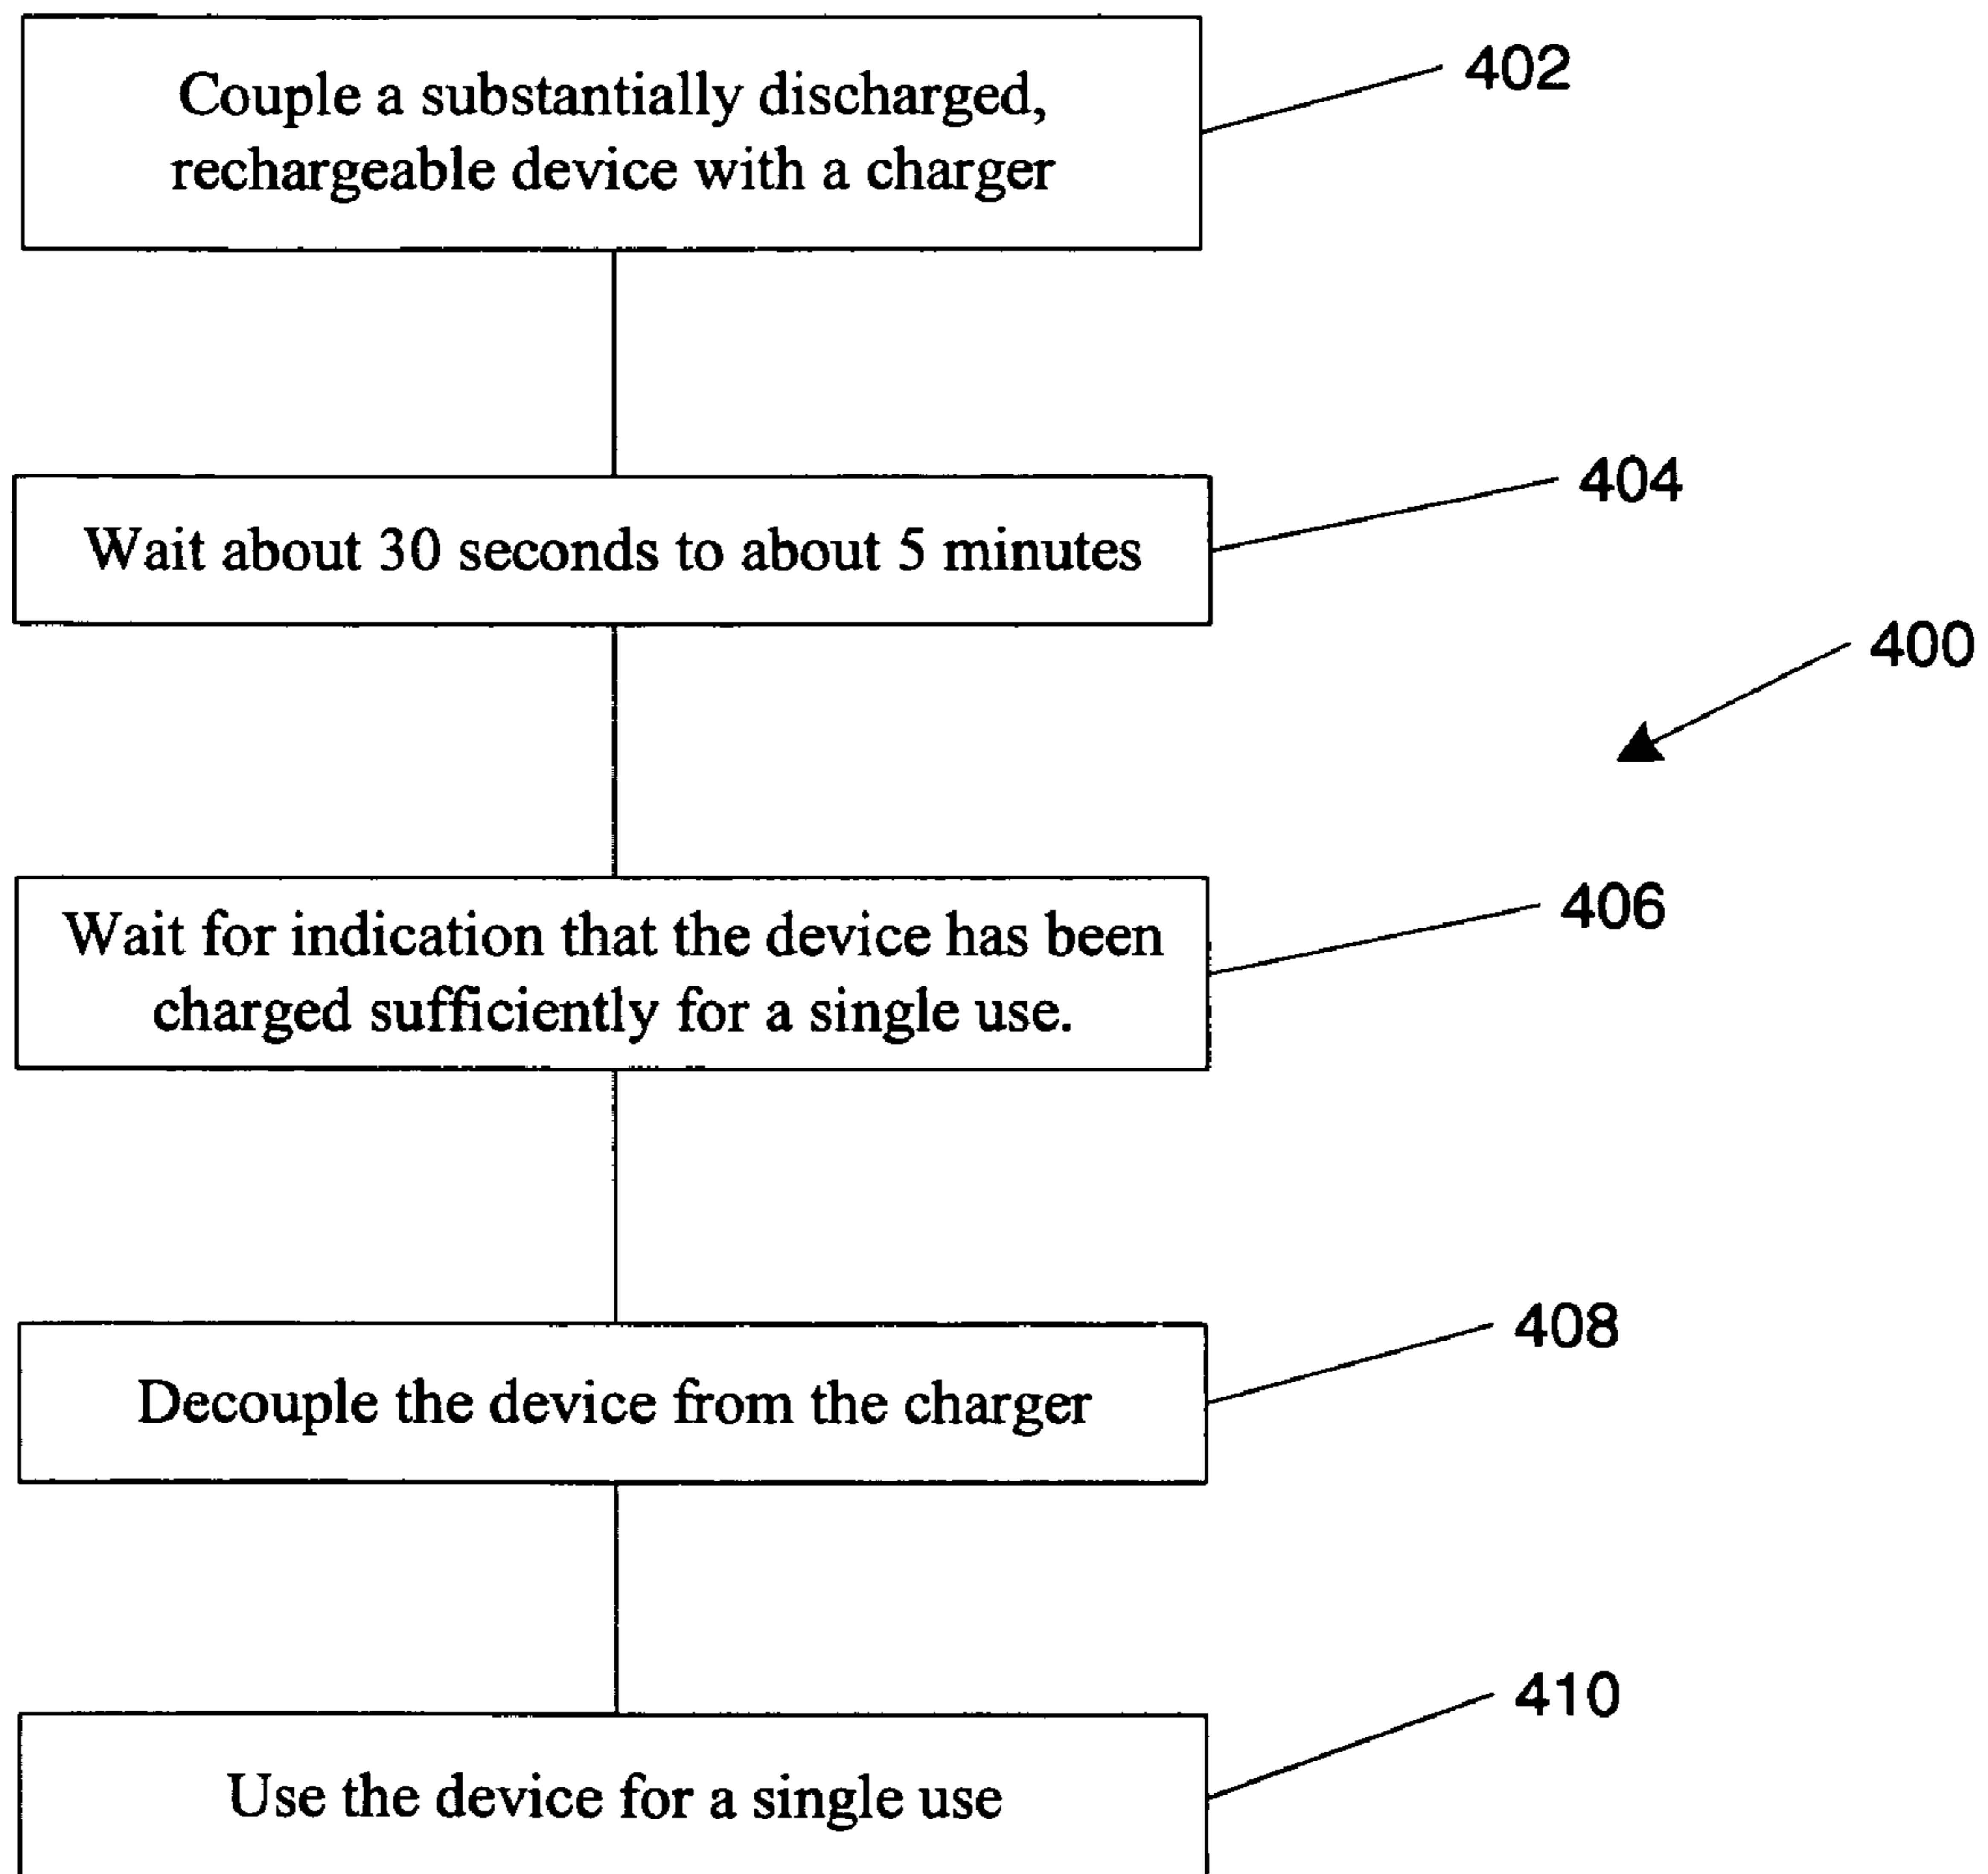 Couple a substantially discharged,
rechargeable device with a charger
402
Wait about 30 seconds to about 5 minutes
404
400
Wait for indication that the device has been
charged sufficiently for a single use.
406
Decouple the device from the charger
408
Use the device for a single use
410